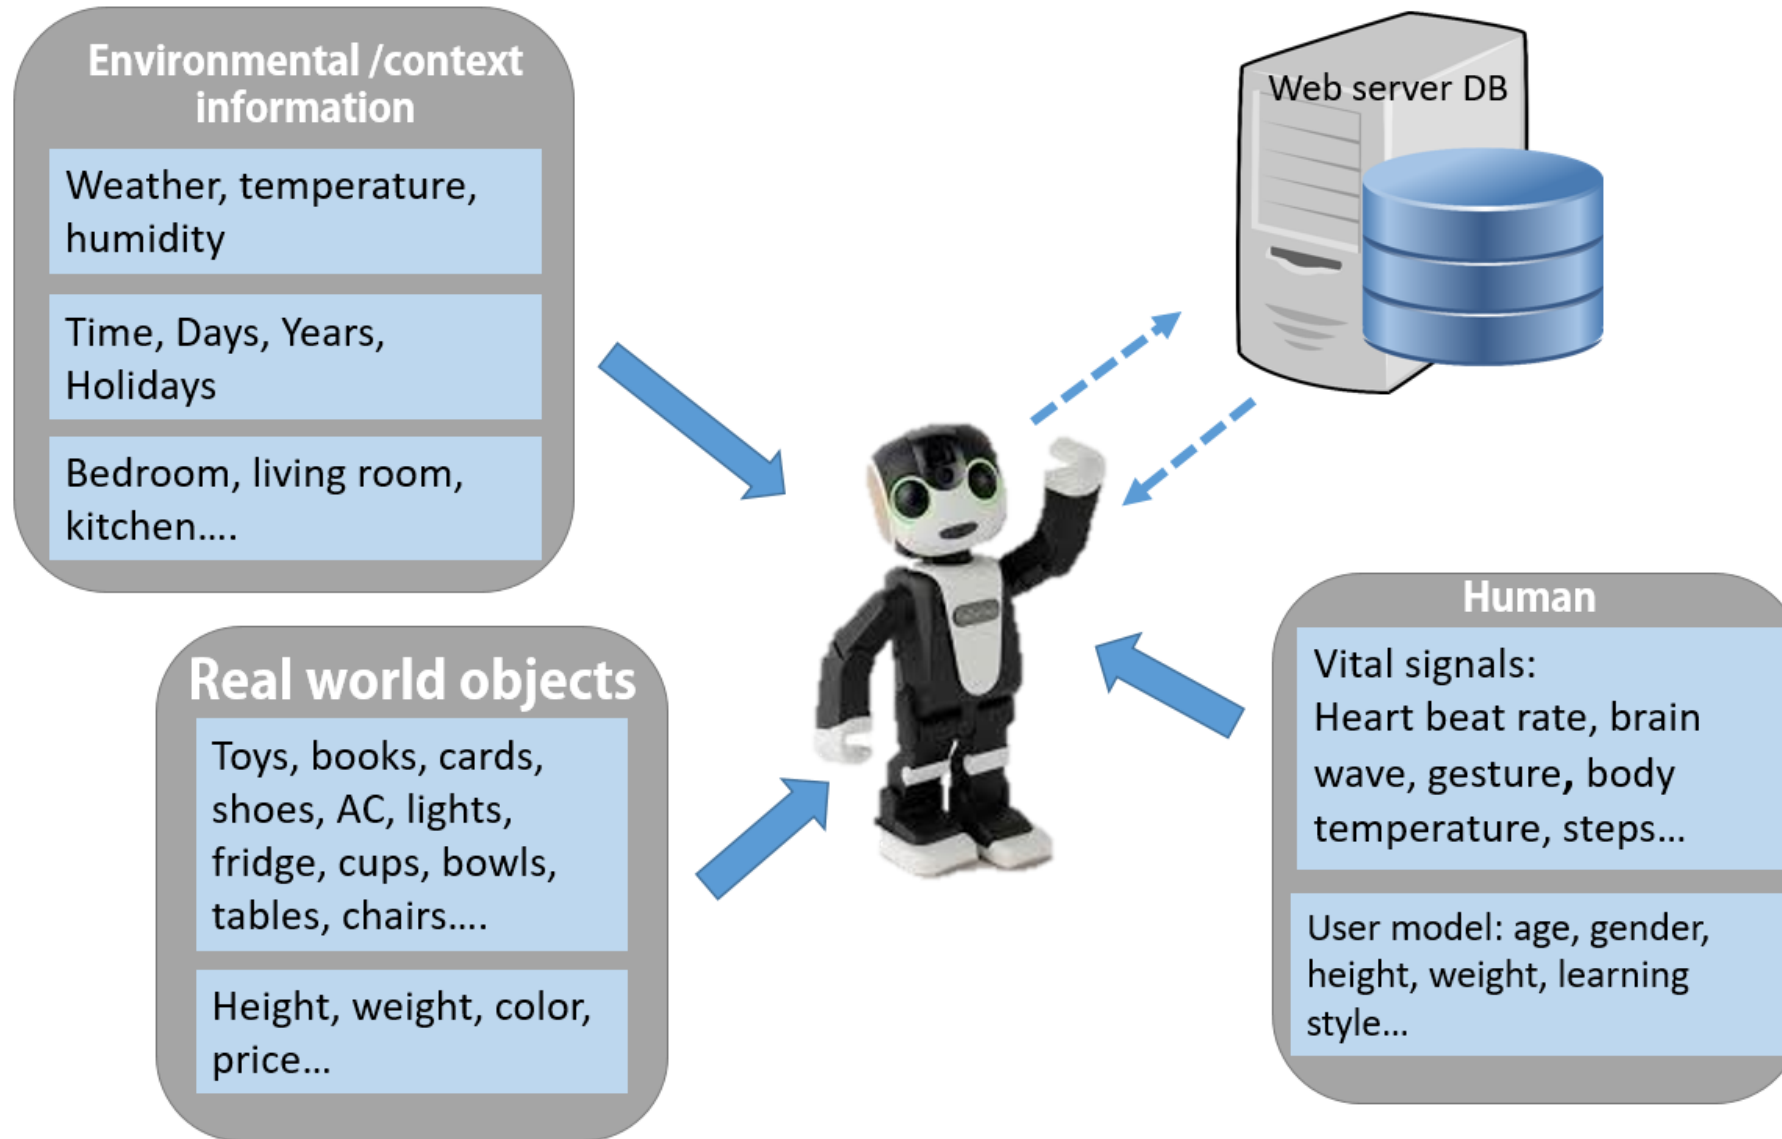 Environmental /context
information
Weather, temperature,
humidity
Time, Days, Years,
Holidays
Bedroom, living room,
kitchen....
Web server DB
Real world objects
Toys, books, cards,
shoes, AC, lights,
fridge, cups, bowls,
tables, chairs....
Height, weight, color,
price...
Human
Vital signals:
Heart beat rate, brain
wave, gesture, body
temperature, steps...
User model: age, gender,
height, weight, learning
style...